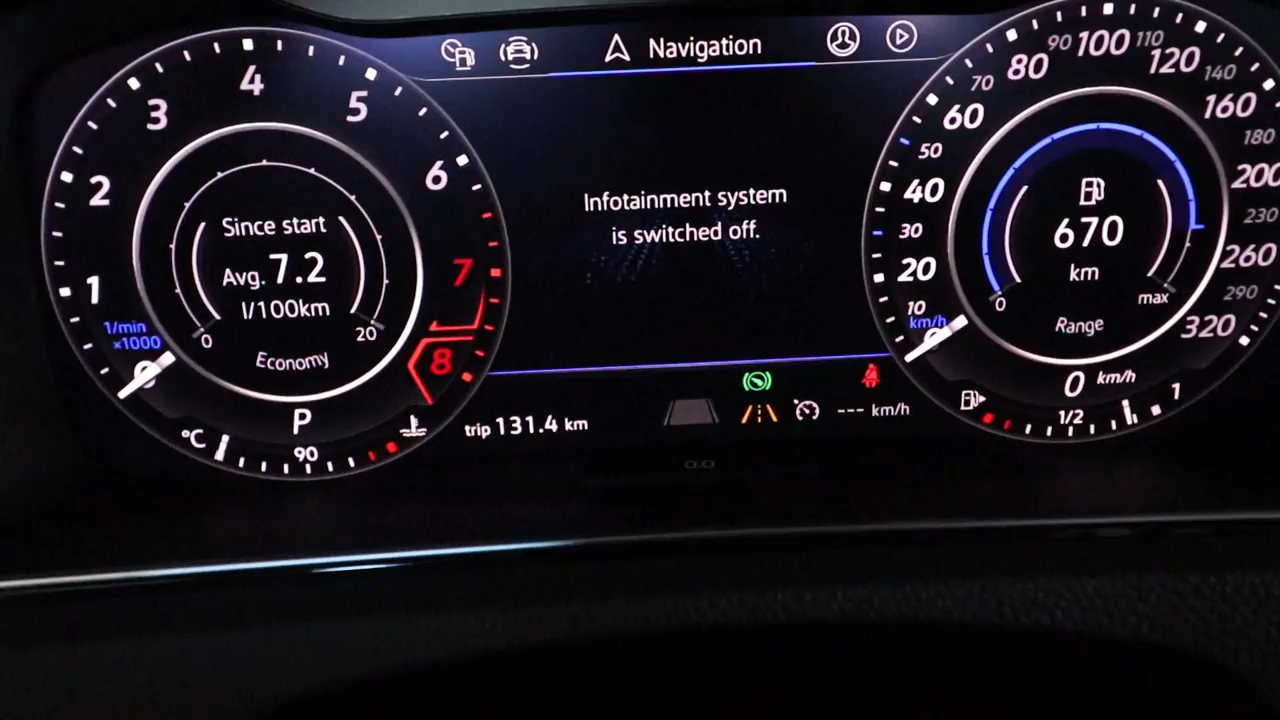 Navigation
1
2
3
4
5
6
7
8
1/min
x1000
Since start
Avg. 7.2
l/100km
0
20
Economy
P
°C
90
Infotainment system
is switched off.
trip 131.4 km
--- km/h
0.0
10
20
30
40
50
60
70
80
90
100
110
120
140
160
180
200
230
260
290
320
km/h
670
km
0
max
Range
0 km/h
1/2
1